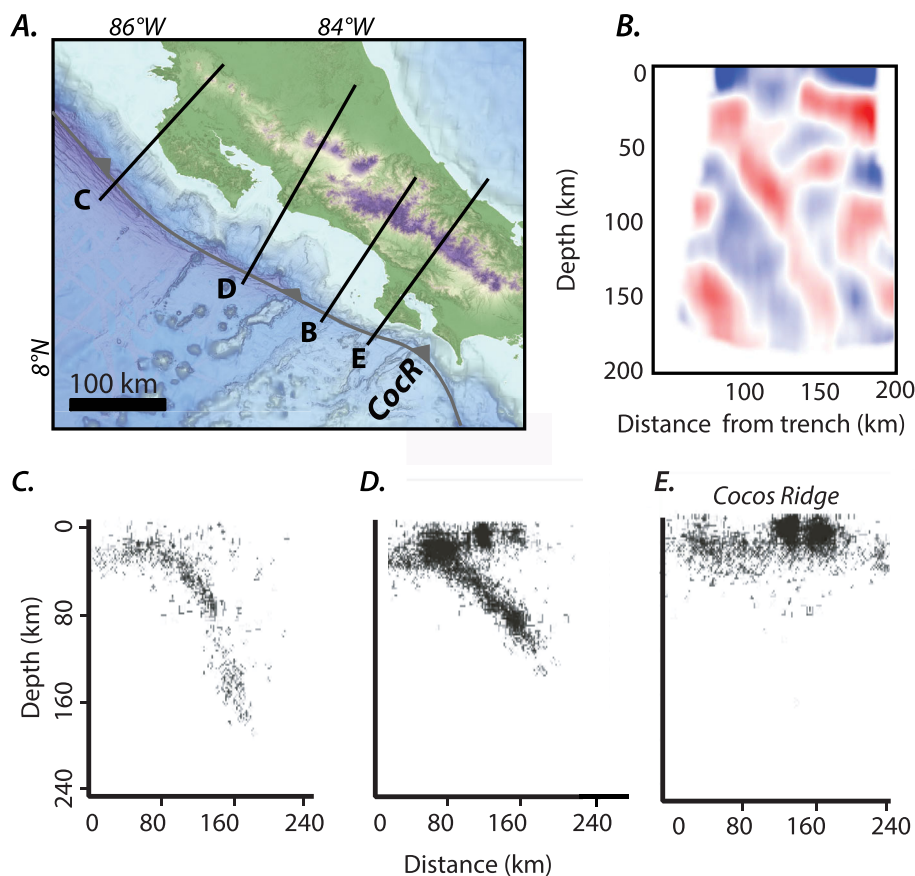 A.
86°W
84°W
B.
C
D
B
E
CocR
8°N
100 km
0
50
100
150
200
Depth (km)
100
150
200
Distance from trench (km)
C.
D.
E.
Cocos Ridge
0
80
160
240
Depth (km)
0
80
160
240
0
80
160
240
0
80
160
240
Distance (km)